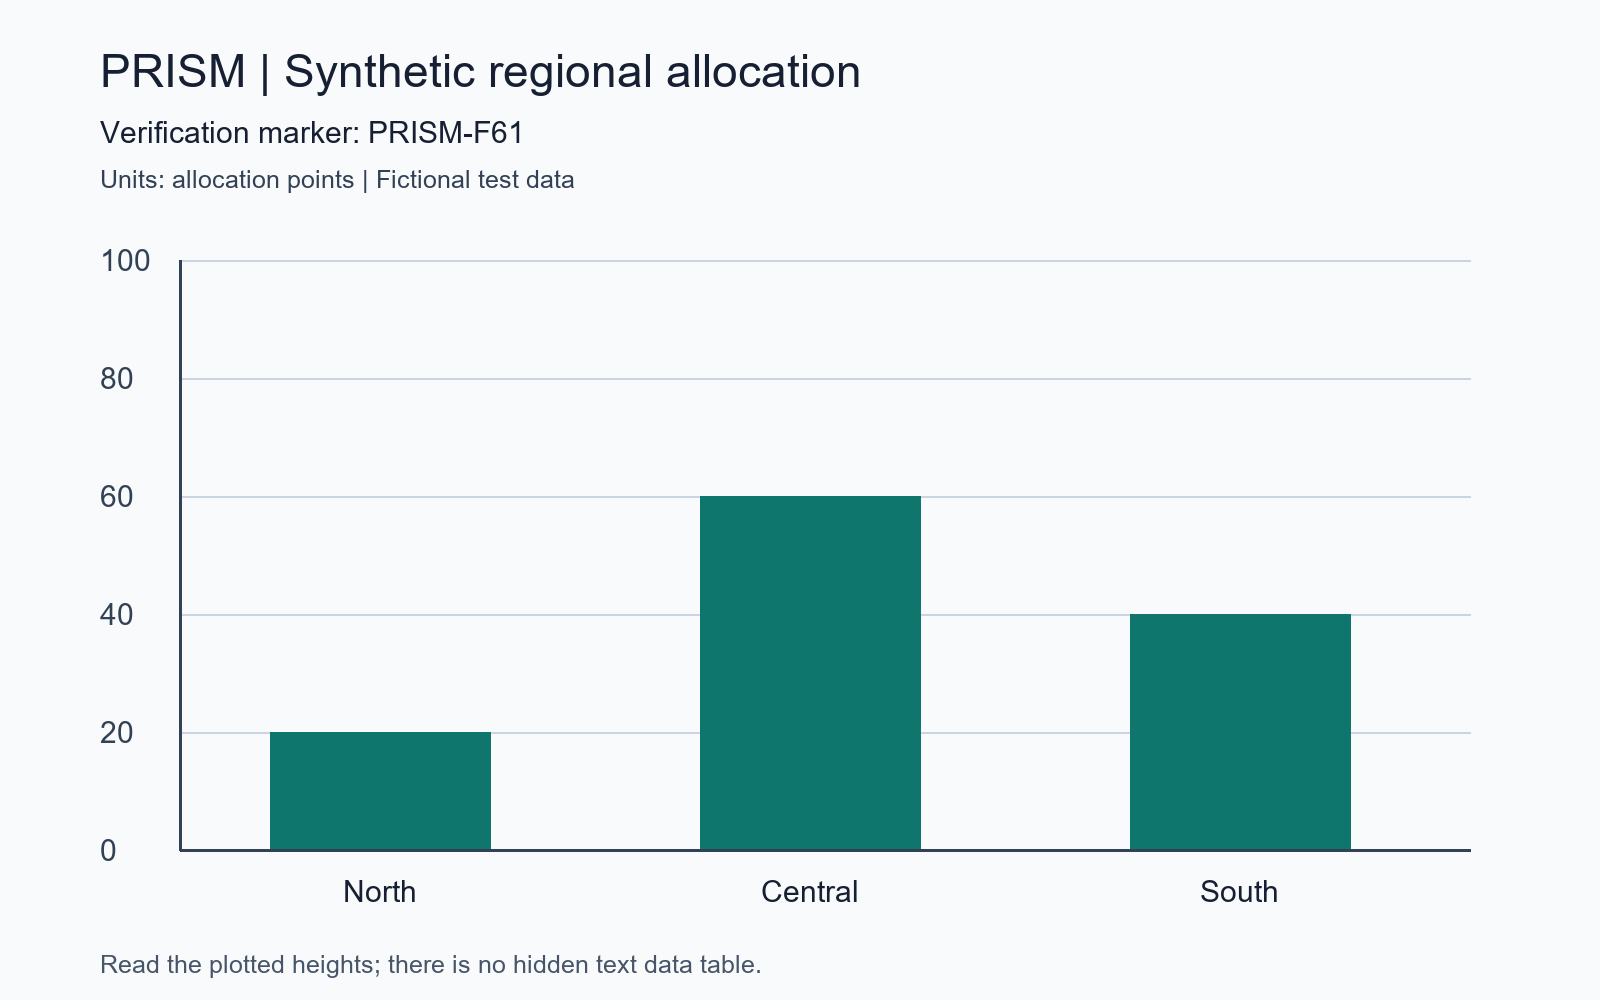 PRISM | Synthetic regional allocation
Verification marker: PRISM-F61
Units: allocation points | Fictional test data
100
80
60
40
20
0
North Central South
Read the plotted heights; there is no hidden text data table.